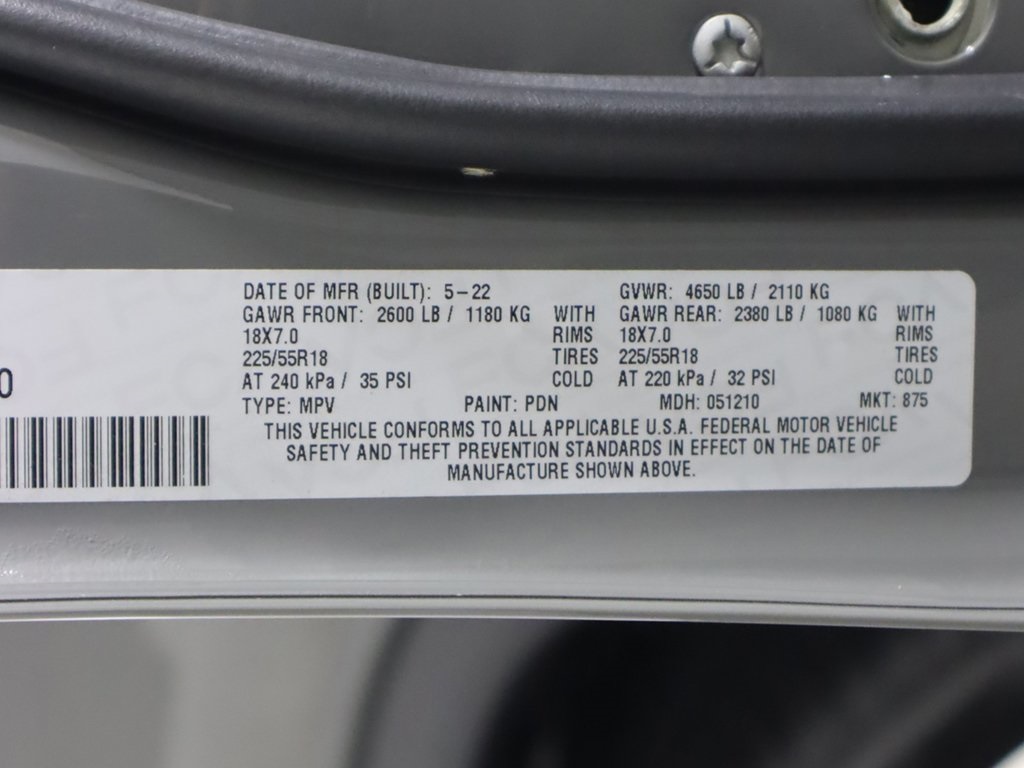 DATE OF MFR (BUILT): 5-22 GVWR: 4650 LB / 2110 KG
GAWR FRONT: 2600 LB / 1180 KG WITH GAWR REAR: 2380 LB / 1080 KG WITH
18X7.0 RIMS 18X7.0 RIMS
225/55R18 TIRES 225/55R18 TIRES
0 AT 240 kPa / 35 PSI COLD AT 220 kPa / 32 PSI COLD
TYPE: MPV PAINT: PDN MDH: 051210 MKT: 875
THIS VEHICLE CONFORMS TO ALL APPLICABLE U.S.A. FEDERAL MOTOR VEHICLE
SAFETY AND THEFT PREVENTION STANDARDS IN EFFECT ON THE DATE OF
MANUFACTURE SHOWN ABOVE.